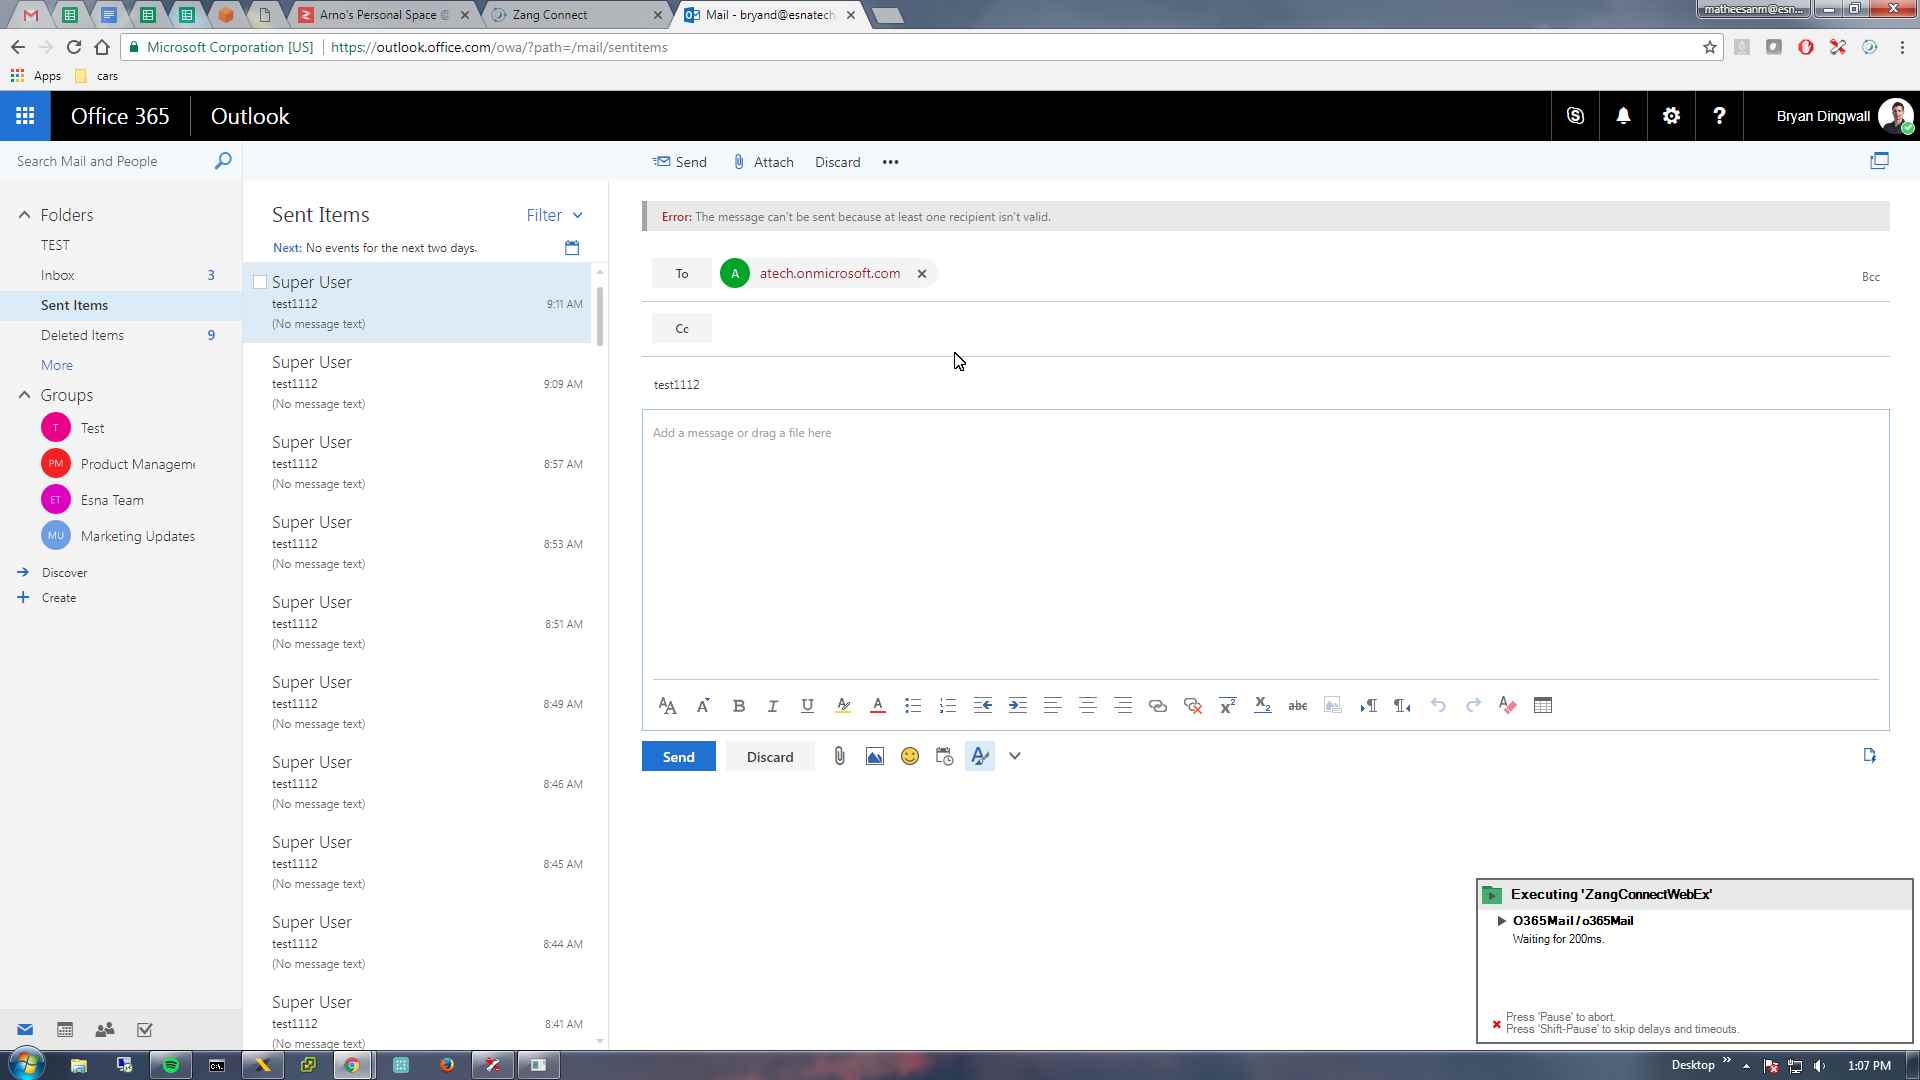 Arno's Personal Space @
Zang Connect
Mail - bryand@esnatech
matheesanm@esn...
Microsoft Corporation [US]
https://outlook.office.com/owa/?path=/mail/sentitems
Apps
cars
Office 365
Outlook
Bryan Dingwall
Search Mail and People
Send
Attach
Discard
Folders
TEST
Inbox 3
Sent Items
Deleted Items 9
More
Groups
T Test
PM Product Manageme
ET Esna Team
MU Marketing Updates
Discover
Create
Sent Items
Filter
Next: No events for the next two days.
Super User
test1112 9:11 AM
(No message text)
Super User
test1112 9:09 AM
(No message text)
Super User
test1112 8:57 AM
(No message text)
Super User
test1112 8:53 AM
(No message text)
Super User
test1112 8:51 AM
(No message text)
Super User
test1112 8:49 AM
(No message text)
Super User
test1112 8:46 AM
(No message text)
Super User
test1112 8:45 AM
(No message text)
Super User
test1112 8:44 AM
(No message text)
Super User
test1112 8:41 AM
(No message text)
Error: The message can't be sent because at least one recipient isn't valid.
To A atech.onmicrosoft.com
Bcc
Cc
test1112
Add a message or drag a file here
Send
Discard
Executing 'ZangConnectWebEx'
O365Mail / o365Mail
Waiting for 200ms.
Press 'Pause' to abort.
Press 'Shift-Pause' to skip delays and timeouts.
Desktop
1:07 PM